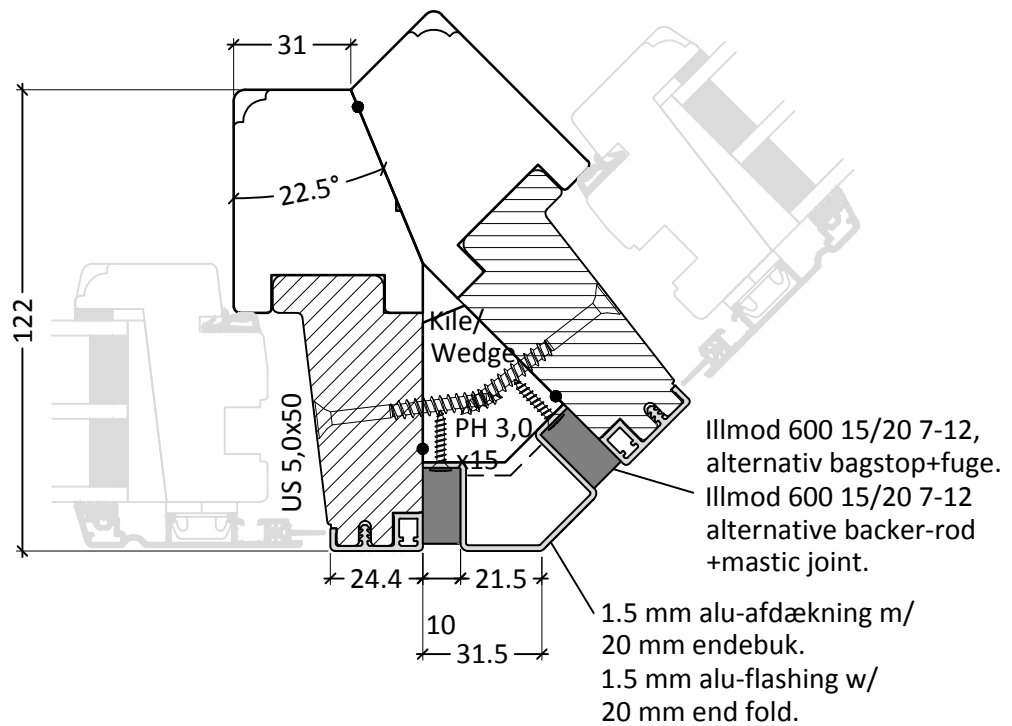 31
22.5°
122
Kile/
Wedge
US 5,0x50
PH 3,0
x15
Illmod 600 15/20 7-12,
alternativ bagstop+fuge.
Illmod 600 15/20 7-12
alternative backer-rod
+mastic joint.
24.4
21.5
10
31.5
1.5 mm alu-afdækning m/
20 mm endebuk.
1.5 mm alu-flashing w/
20 mm end fold.